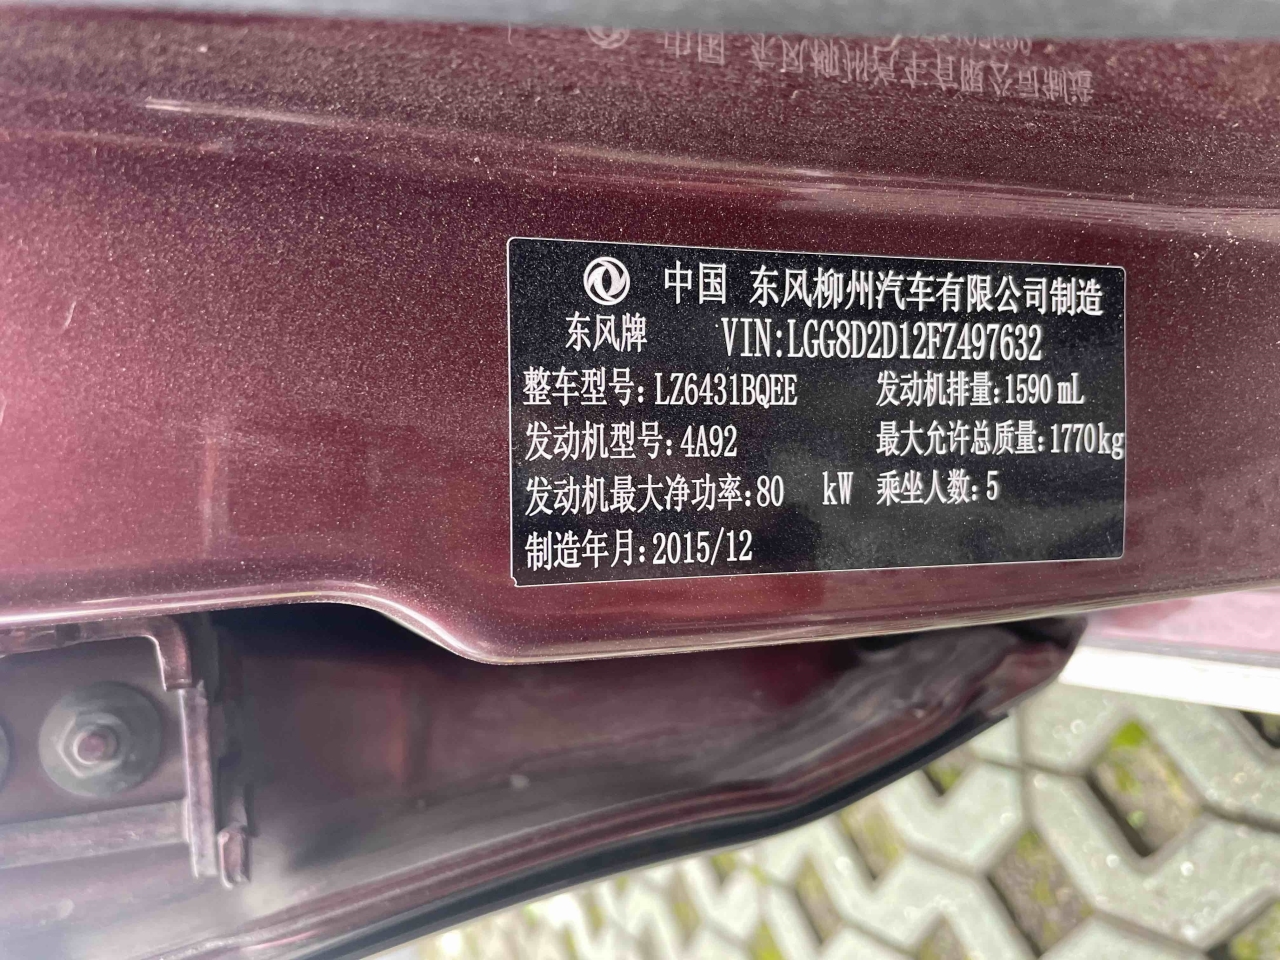 中国 东风柳州汽车有限公司制造
东风牌 VIN:LGG8D2D12FZ497632
整车型号: LZ6431BQEE 发动机排量: 1590 mL
发动机型号: 4A92 最大允许总质量: 1770kg
发动机最大净功率: 80 kW 乘坐人数: 5
制造年月: 2015/12